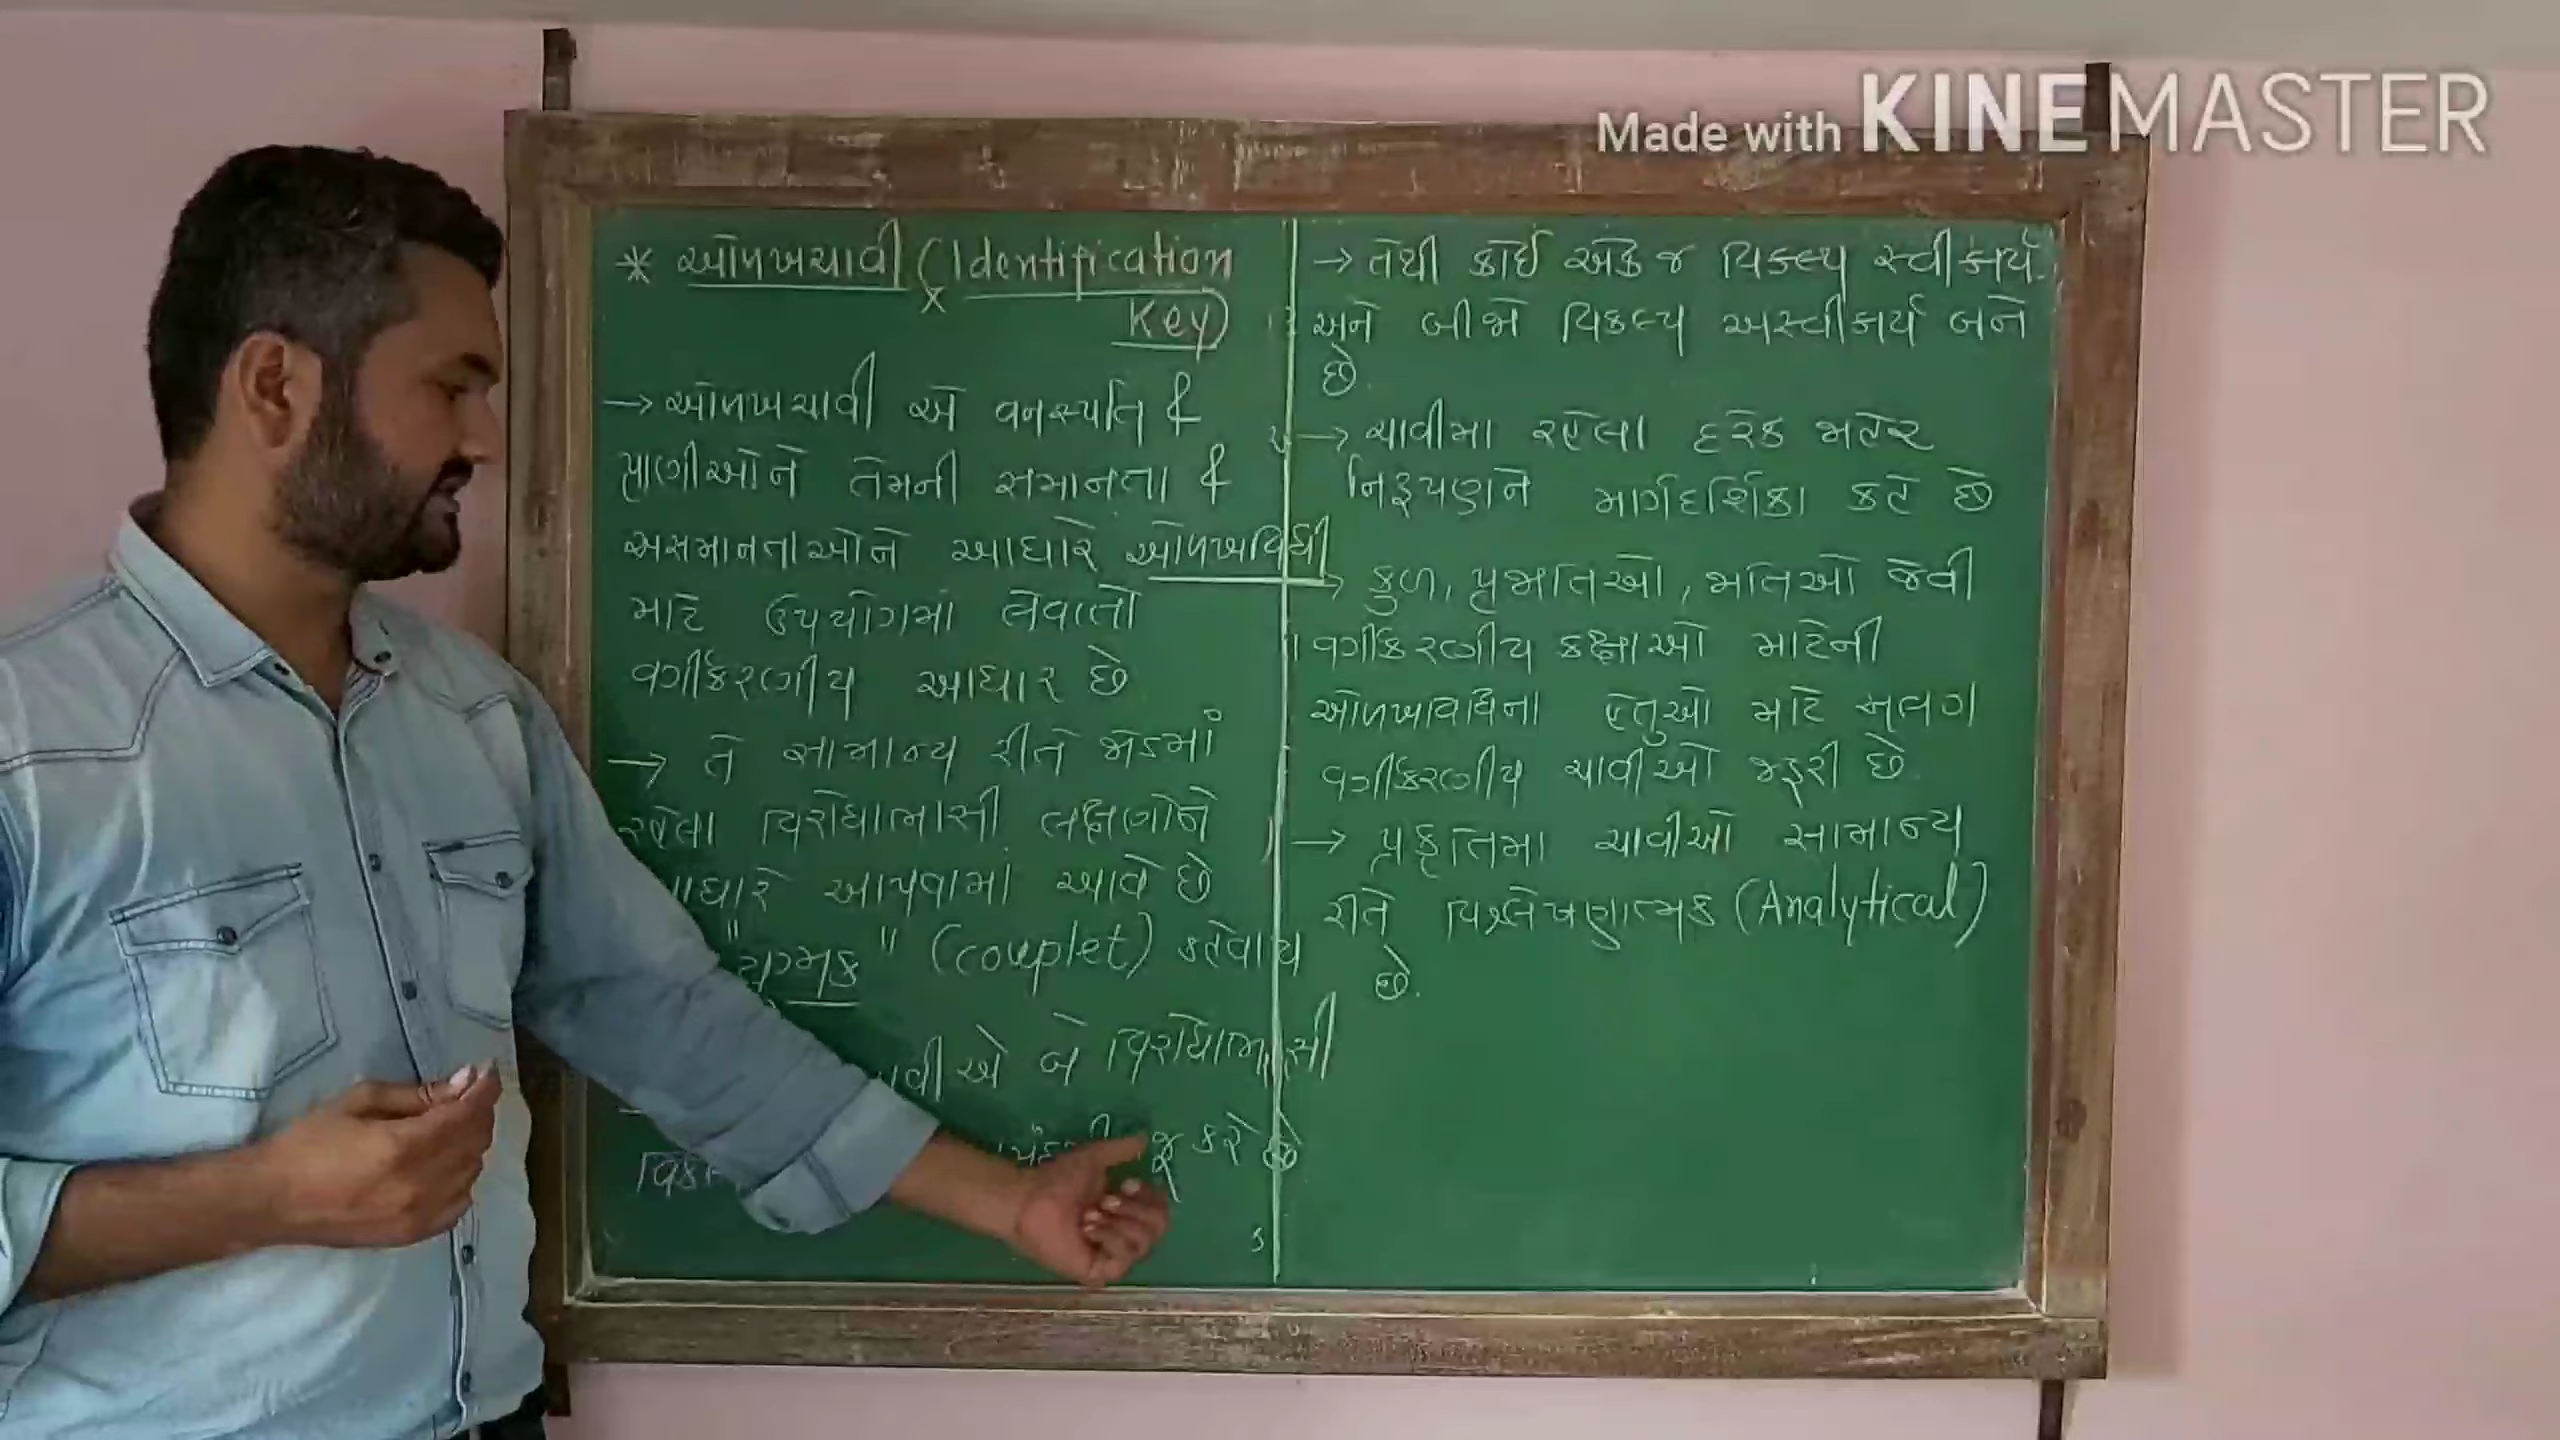 Made with KINEMASTER
* ઓળખચાવી (Identification
Key)
→ ઓળખચાવી એ વનસ્પતિ &
પ્રાણીઓને તેમની સમાનતા &
અસમાનતાઓને આધારે ઓળખવિધી
માટે ઉપયોગમાં લેવાતો
વર્ગીકરણીય આધાર છે
→ તે સામાન્ય રીતે જોડમાં
રહેલા વિરોધાભાસી લક્ષણોને
આધારે આપવામાં આવે છે
"યુગ્મક" (couplet) કહેવાય
એ બે વિરોધાભાસી
કરે છે
→ તેથી કોઈ એક જ વિકલ્પ સ્વીકાર્ય
અને બીજો વિકલ્પ અસ્વીકાર્ય બને
છે.
→ ચાવીમાં રહેલા દરેક જાહેર
નિરૂપણને માર્ગદર્શિકા કહે છે
→ કુળ, પ્રજાતિઓ, જાતિઓ જેવી
વર્ગીકરણીય કક્ષાઓ માટેની
ઓળખવિધિના હેતુઓ માટે અલગ
વર્ગીકરણીય ચાવીઓ જરૂરી છે.
→ પ્રકૃતિમા ચાવીઓ સામાન્ય
રીતે વિશ્લેષણાત્મક (Analytical)
છે.